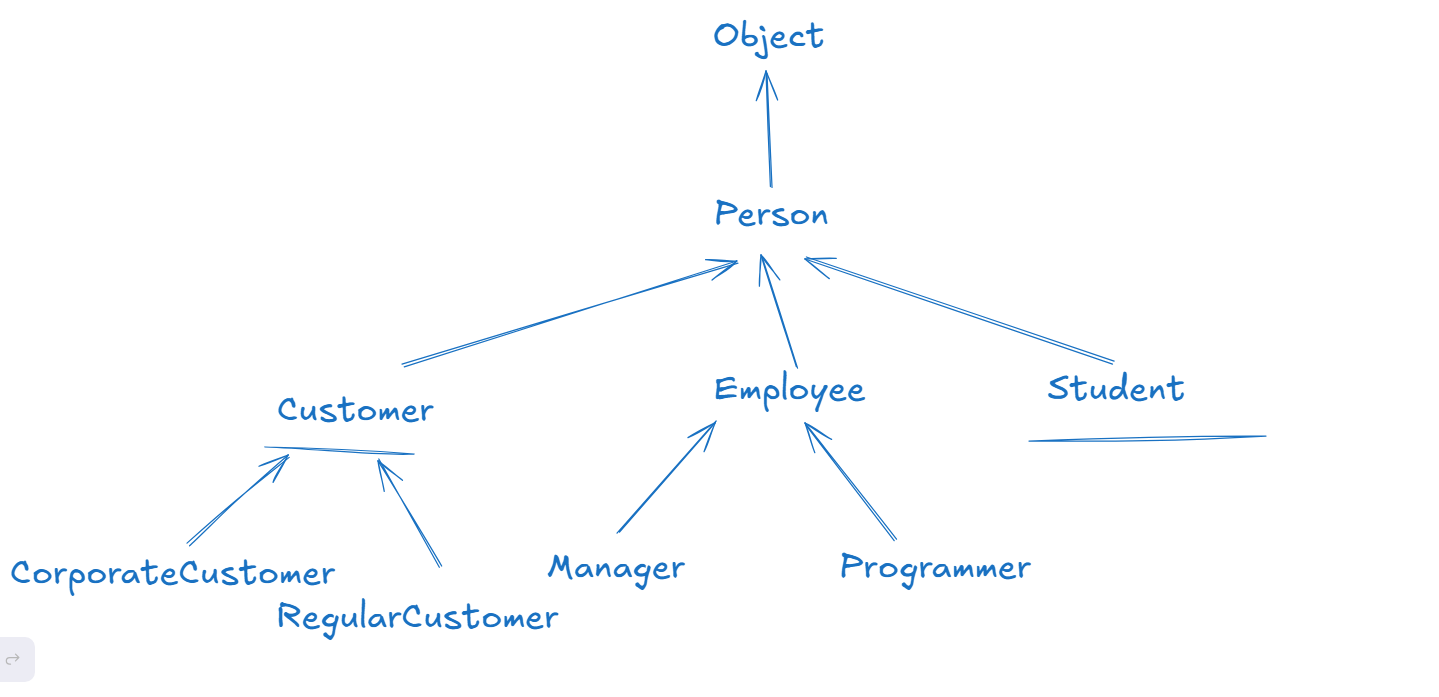 Object
Person
Customer
Employee
Student
CorporateCustomer
RegularCustomer
Manager
Programmer